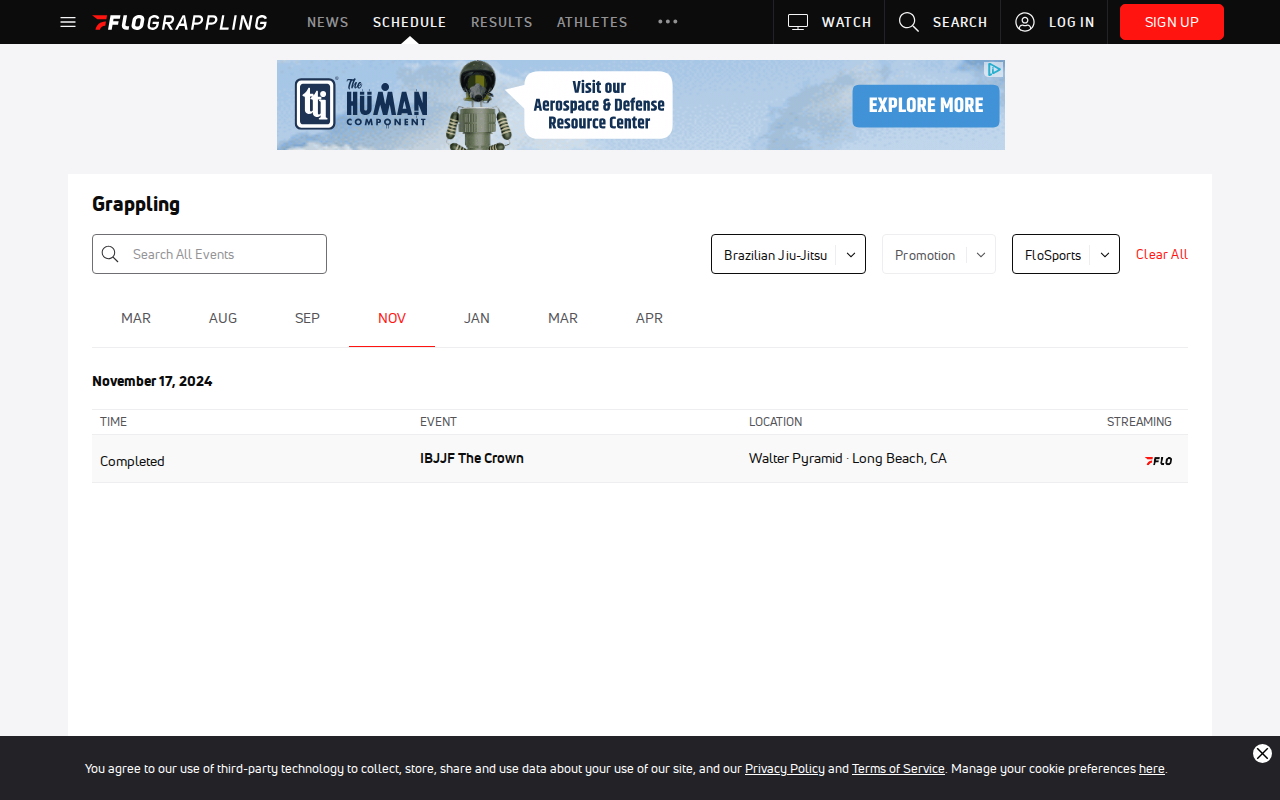 FLOGRAPPLING NEWS SCHEDULE RESULTS ATHLETES ••• WATCH SEARCH LOG IN SIGN UP
tti The HUMAN COMPONENT
Visit our
Aerospace & Defense
Resource Center
EXPLORE MORE
Grappling
Search All Events Brazilian Jiu-Jitsu Promotion FloSports Clear All
MAR AUG SEP NOV JAN MAR APR
November 17, 2024
TIME EVENT LOCATION STREAMING
Completed IBJJF The Crown Walter Pyramid · Long Beach, CA FLO
You agree to our use of third-party technology to collect, store, share and use data about your use of our site, and our Privacy Policy and Terms of Service. Manage your cookie preferences here.